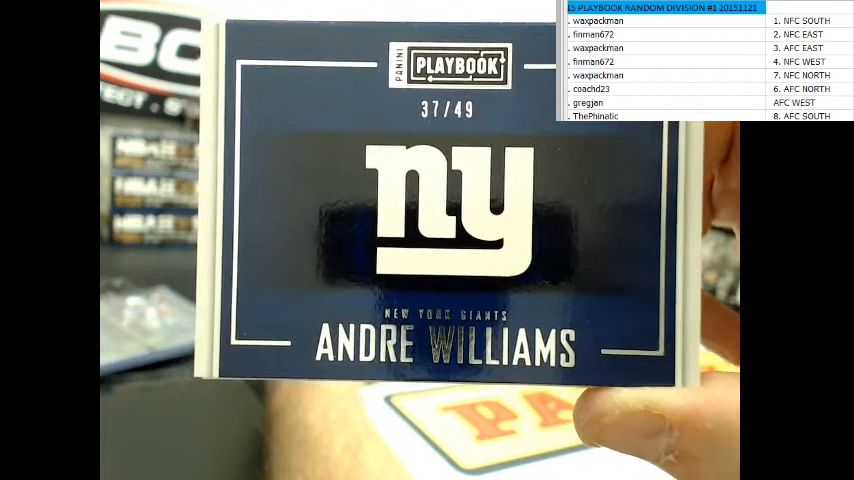 15 PLAYBOOK RANDOM DIVISION #1 20151121
. waxpackman 1. NFC SOUTH
. finman672 2. NFC EAST
. waxpackman 3. AFC EAST
. finman672 4. NFC WEST
. waxpackman 7. NFC NORTH
. coachd23 6. AFC NORTH
. gregjan AFC WEST
. ThePhinatic 8. AFC SOUTH
PANINI
PLAYBOOK
37/49
ny
NEW YORK GIANTS
ANDRE WILLIAMS
PA